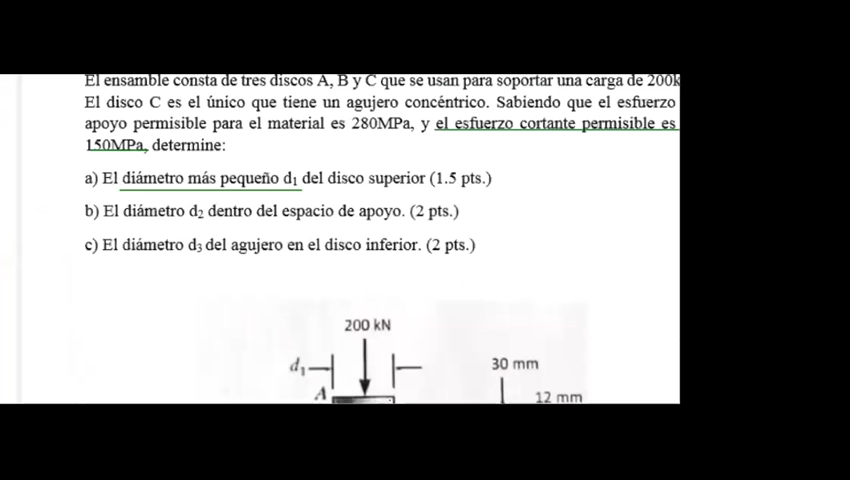 El ensamble consta de tres discos A, B y C que se usan para soportar una carga de 200k
El disco C es el único que tiene un agujero concéntrico. Sabiendo que el esfuerzo
apoyo permisible para el material es 280MPa, y el esfuerzo cortante permisible es
150MPa, determine:
a) El diámetro más pequeño d₁ del disco superior (1.5 pts.)
b) El diámetro d₂ dentro del espacio de apoyo. (2 pts.)
c) El diámetro d₃ del agujero en el disco inferior. (2 pts.)
200 kN
d₁
30 mm
A
12 mm